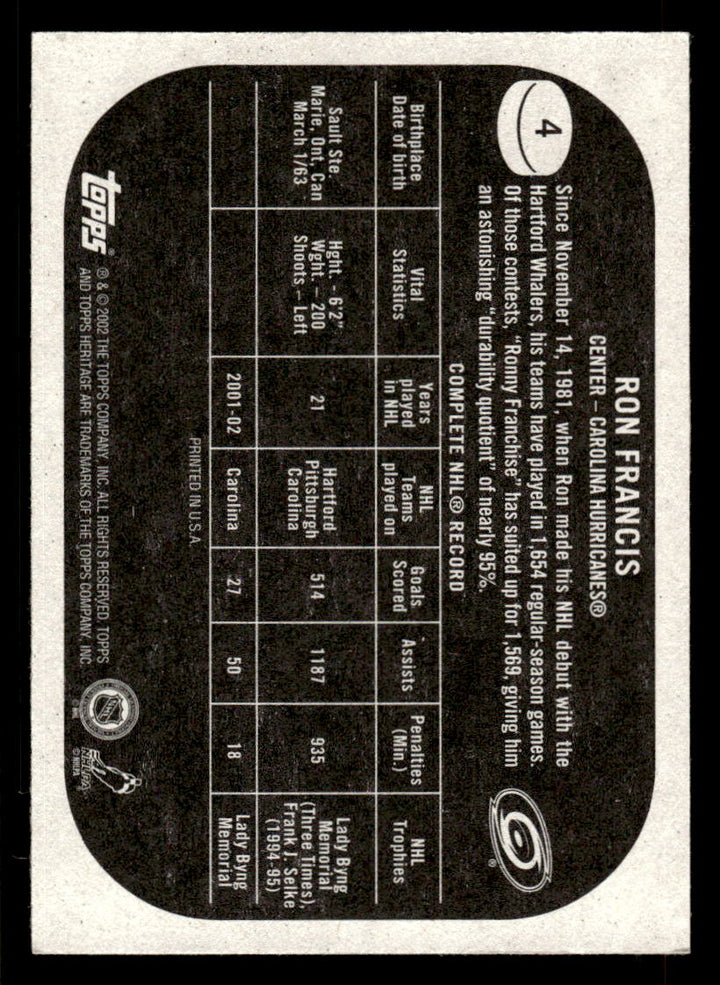 4
RON FRANCIS
CENTER – CAROLINA HURRICANES®
Since November 14, 1981, when Ron made his NHL debut with the
Hartford Whalers, his teams have played in 1,654 regular-season games.
Of those contests, "Ronny Franchise" has suited up for 1,569, giving him
an astonishing "durability quotient" of nearly 95%.
®
COMPLETE NHL® RECORD
Birthplace
Date of birth
Vital
Statistics
Years
played
in NHL
NHL
Teams
played on
Goals
Scored
Assists
Penalties
(Min.)
NHL
Trophies
Sault Ste.
Marie, Ont, Can
March 1/63
Hght - 6'2"
Wght – 200
Shoots – Left
21
Hartford
Pittsburgh
Carolina
514
1187
935
Lady Byng
Memorial
(Three Times),
Frank J. Selke
(1994-95)
2001-02
Carolina
27
50
18
Lady Byng
Memorial
PRINTED IN U.S.A.
topps®
® & © 2002 THE TOPPS COMPANY, INC. ALL RIGHTS RESERVED. TOPPS
AND TOPPS HERITAGE ARE TRADEMARKS OF THE TOPPS COMPANY, INC.
NHL
© NHL
NHLPA
© NHLPA